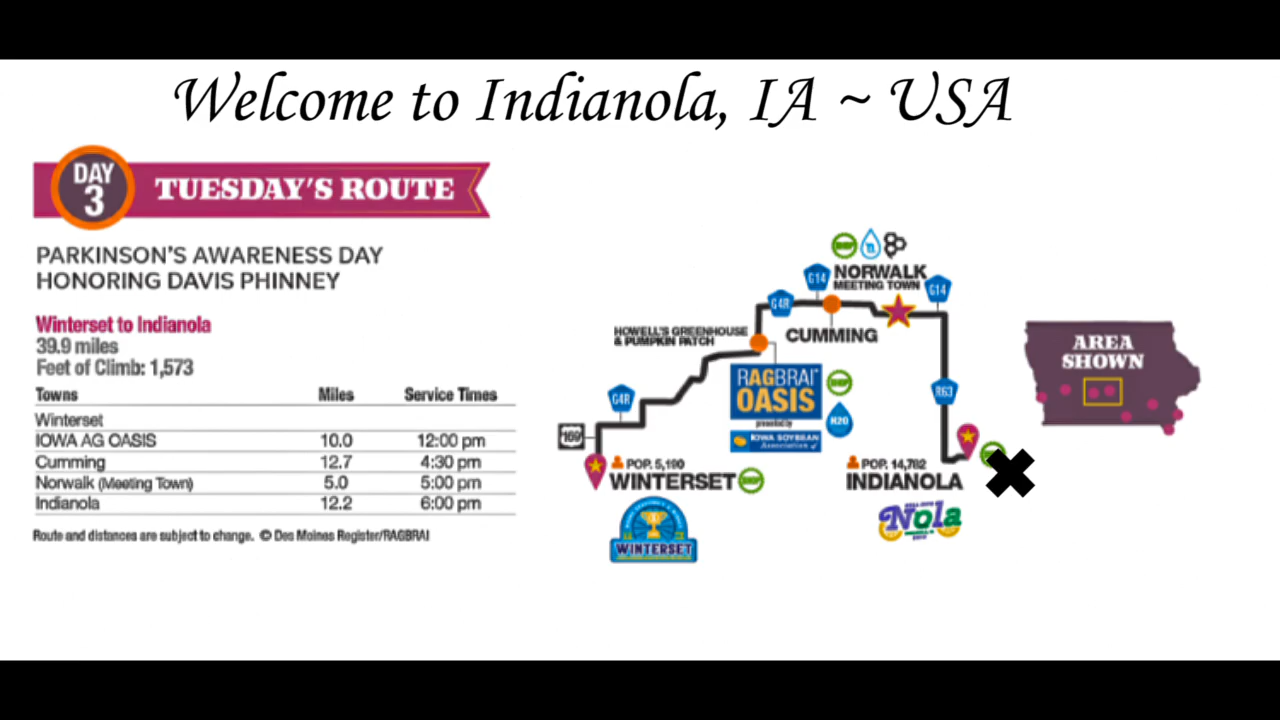 Welcome to Indianola, IA ~ USA
DAY
3
TUESDAY'S ROUTE
PARKINSON'S AWARENESS DAY
HONORING DAVIS PHINNEY
Winterset to Indianola
39.9 miles
Feet of Climb: 1,573
Towns Miles Service Times
Winterset
IOWA AG OASIS 10.0 12:00 pm
Cumming 12.7 4:30 pm
Norwalk (Meeting Town) 5.0 5:00 pm
Indianola 12.2 6:00 pm
Route and distances are subject to change. © Des Moines Register/RAGBRAI
NORWALK
MEETING TOWN
G14
G14
G4R
CUMMING
HOWELL'S GREENHOUSE
& PUMPKIN PATCH
RAGBRAI
OASIS
presented by
IOWA SOYBEAN
Association
H2O
G4R
R63
169
POP. 5,190
WINTERSET
WINTERSET
POP. 14,782
INDIANOLA
Nola
AREA
SHOWN